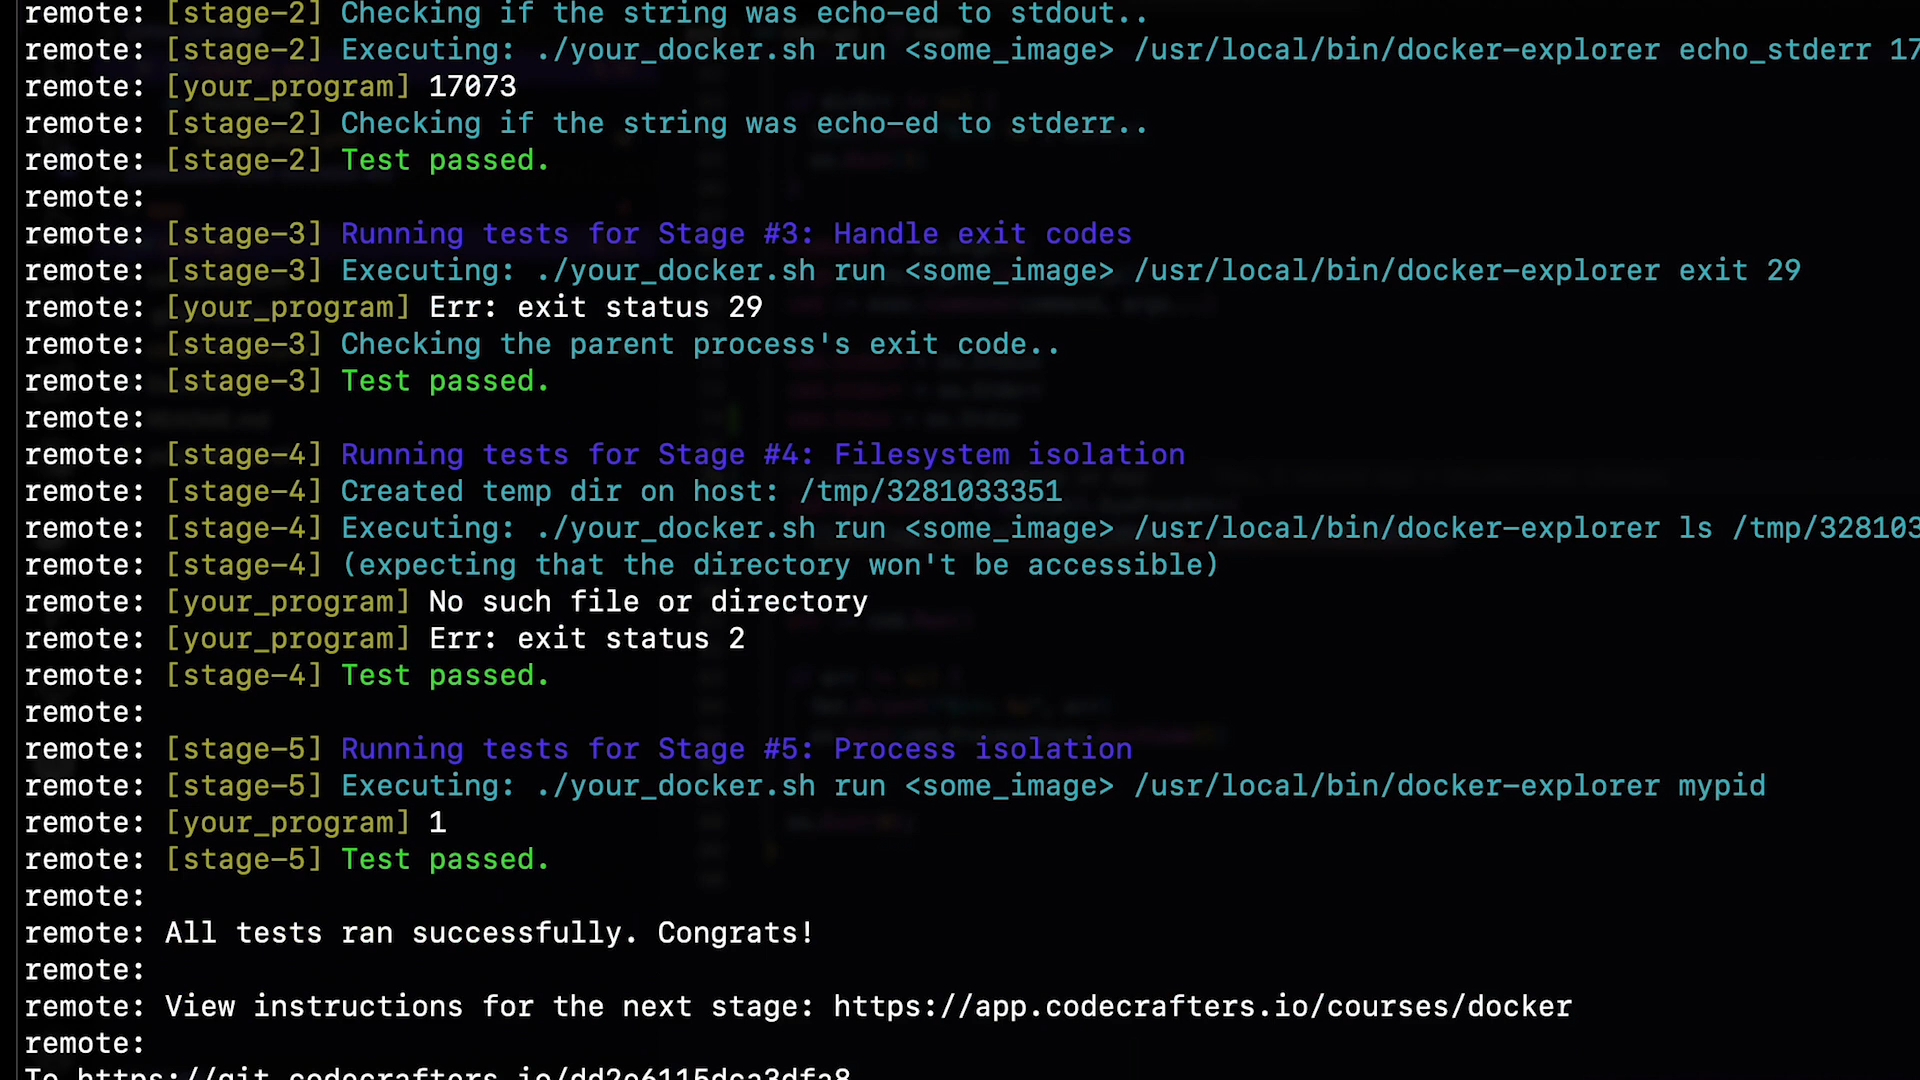 remote: [stage-2] Checking if the string was echo-ed to stdout..
remote: [stage-2] Executing: ./your_docker.sh run <some_image> /usr/local/bin/docker-explorer echo_stderr 17
remote: [your_program] 17073
remote: [stage-2] Checking if the string was echo-ed to stderr..
remote: [stage-2] Test passed.
remote:
remote: [stage-3] Running tests for Stage #3: Handle exit codes
remote: [stage-3] Executing: ./your_docker.sh run <some_image> /usr/local/bin/docker-explorer exit 29
remote: [your_program] Err: exit status 29
remote: [stage-3] Checking the parent process's exit code..
remote: [stage-3] Test passed.
remote:
remote: [stage-4] Running tests for Stage #4: Filesystem isolation
remote: [stage-4] Created temp dir on host: /tmp/3281033351
remote: [stage-4] Executing: ./your_docker.sh run <some_image> /usr/local/bin/docker-explorer ls /tmp/328103
remote: [stage-4] (expecting that the directory won't be accessible)
remote: [your_program] No such file or directory
remote: [your_program] Err: exit status 2
remote: [stage-4] Test passed.
remote:
remote: [stage-5] Running tests for Stage #5: Process isolation
remote: [stage-5] Executing: ./your_docker.sh run <some_image> /usr/local/bin/docker-explorer mypid
remote: [your_program] 1
remote: [stage-5] Test passed.
remote:
remote: All tests ran successfully. Congrats!
remote:
remote: View instructions for the next stage: https://app.codecrafters.io/courses/docker
remote:
To https://git.codecrafters.io/dd2e6115dca3dfa8